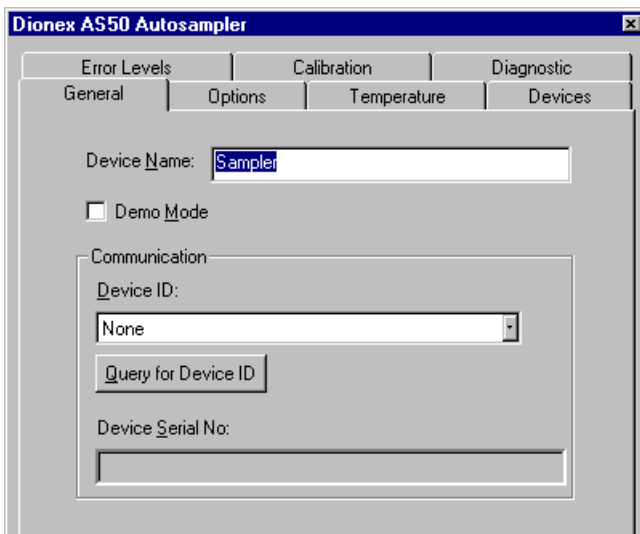 Dionex AS50 Autosampler
Error Levels Calibration Diagnostic
General Options Temperature Devices
Device Name: Sampler
Demo Mode
Communication
Device ID:
None
Query for Device ID
Device Serial No: